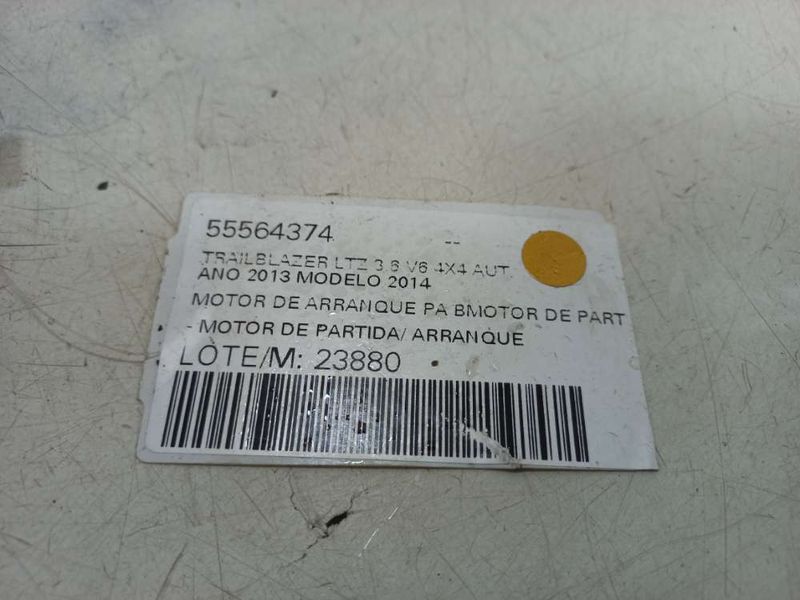 55564374 --
TRAILBLAZER LTZ 3.6 V6 4X4 AUT.
ANO 2013 MODELO 2014
MOTOR DE ARRANQUE PA BMOTOR DE PART
- MOTOR DE PARTIDA/ ARRANQUE
LOTE/M: 23880